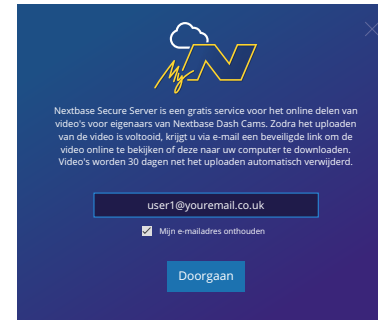 My N
Nextbase Secure Server is een gratis service voor het online delen van
video's voor eigenaars van Nextbase Dash Cams. Zodra het uploaden
van de video is voltooid, krijgt u via e-mail een beveiligde link om de
video online te bekijken of deze naar uw computer te downloaden.
Video's worden 30 dagen net het uploaden automatisch verwijderd.
user1@youremail.co.uk
Mijn e-mailadres onthouden
Doorgaan